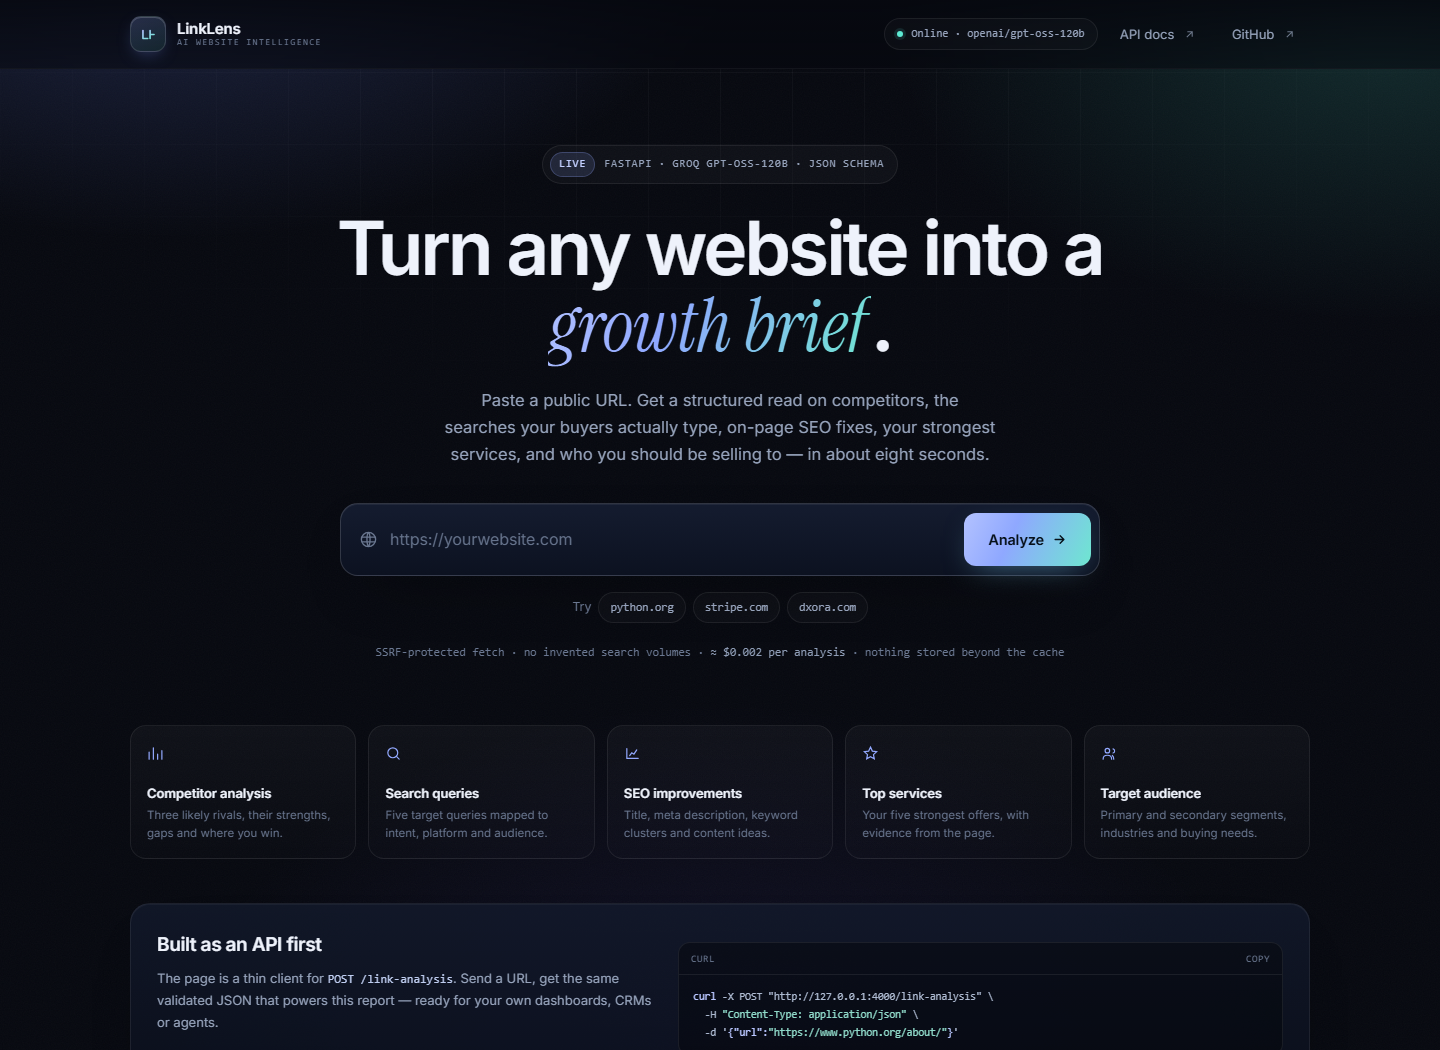 LinkLens
AI WEBSITE INTELLIGENCE
Online · openai/gpt-oss-120b
API docs
GitHub
LIVE FASTAPI · GROQ GPT-OSS-120B · JSON SCHEMA
Turn any website into a
growth brief.
Paste a public URL. Get a structured read on competitors, the
searches your buyers actually type, on-page SEO fixes, your strongest
services, and who you should be selling to — in about eight seconds.
https://yourwebsite.com
Analyze →
Try python.org stripe.com dxora.com
SSRF-protected fetch · no invented search volumes · ≈ $0.002 per analysis · nothing stored beyond the cache
Competitor analysis
Three likely rivals, their strengths,
gaps and where you win.
Search queries
Five target queries mapped to
intent, platform and audience.
SEO improvements
Title, meta description, keyword
clusters and content ideas.
Top services
Your five strongest offers, with
evidence from the page.
Target audience
Primary and secondary segments,
industries and buying needs.
Built as an API first
The page is a thin client for POST /link-analysis. Send a URL, get the same
validated JSON that powers this report — ready for your own dashboards, CRMs
or agents.
CURL
COPY
curl -X POST "http://127.0.0.1:4000/link-analysis" \
-H "Content-Type: application/json" \
-d '{"url":"https://www.python.org/about/"}'